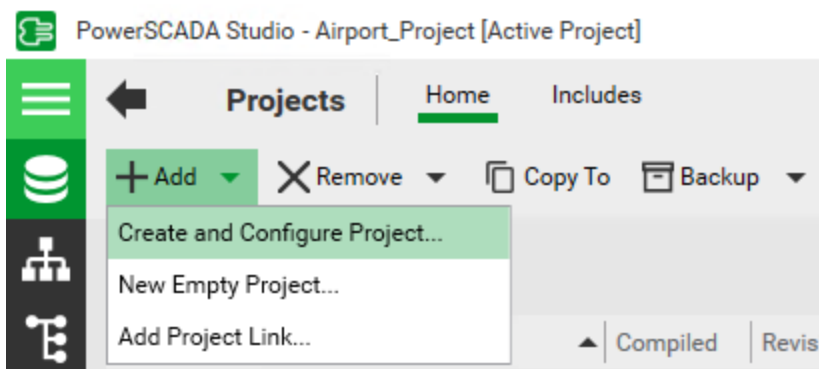 PowerSCADA Studio - Airport_Project [Active Project]
Projects Home Includes
Add Remove Copy To Backup
Create and Configure Project...
New Empty Project...
Add Project Link...
Compiled